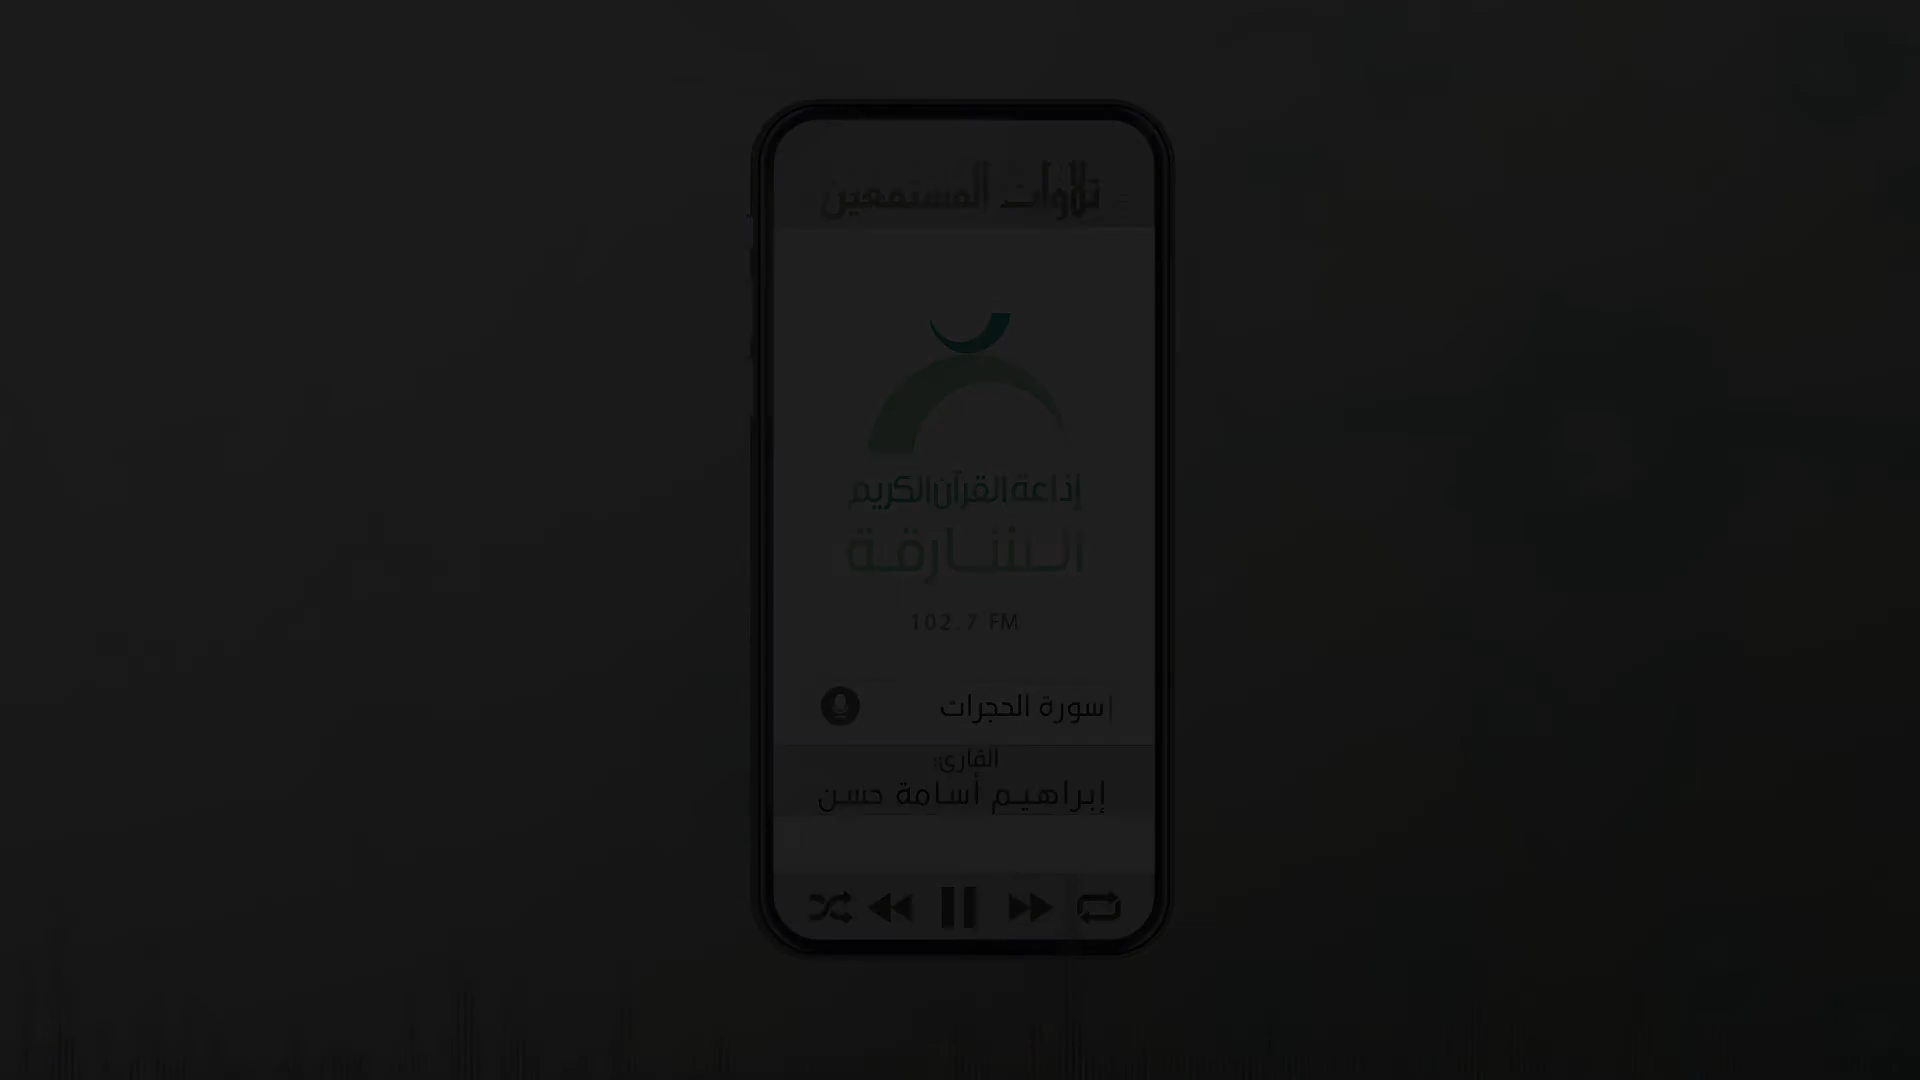 تلاوات المستمعين
إذاعة القرآن الكريم
الشارقة
102.7 FM
سورة الحجرات
القارئ:
إبراهيم أسامة حسن